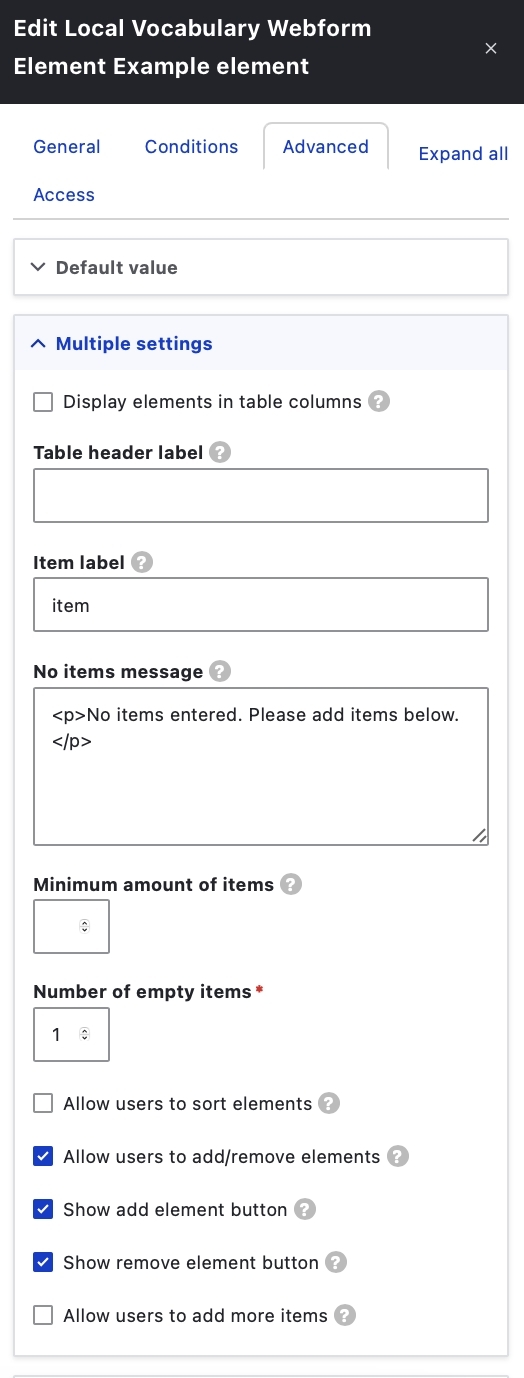 Edit Local Vocabulary Webform
Element Example element
General
Conditions
Advanced
Expand all
Access
Default value
Multiple settings
Display elements in table columns ?
Table header label ?
Item label ?
item
No items message ?
<p>No items entered. Please add items below.
</p>
Minimum amount of items ?
Number of empty items*
1
Allow users to sort elements ?
Allow users to add/remove elements ?
Show add element button ?
Show remove element button ?
Allow users to add more items ?